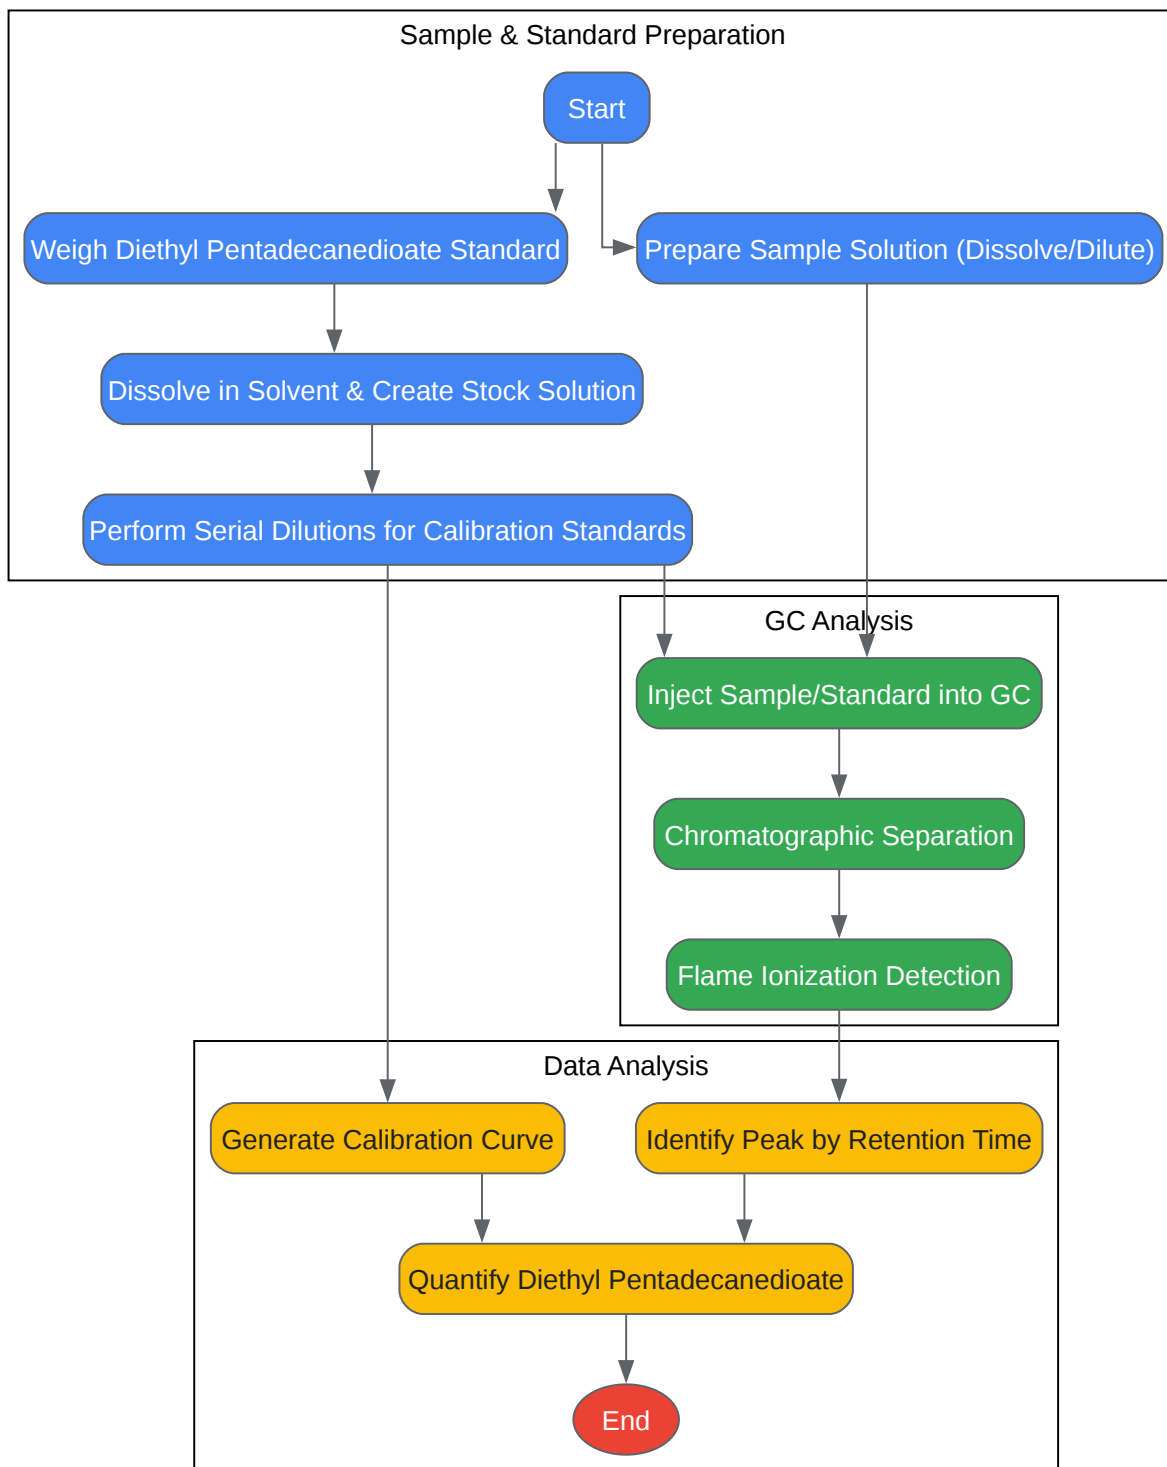 Sample & Standard Preparation
Start
Weigh Diethyl Pentadecanedioate Standard
Prepare Sample Solution (Dissolve/Dilute)
Dissolve in Solvent & Create Stock Solution
Perform Serial Dilutions for Calibration Standards
GC Analysis
Inject Sample/Standard into GC
Chromatographic Separation
Flame Ionization Detection
Data Analysis
Generate Calibration Curve
Identify Peak by Retention Time
Quantify Diethyl Pentadecanedioate
End